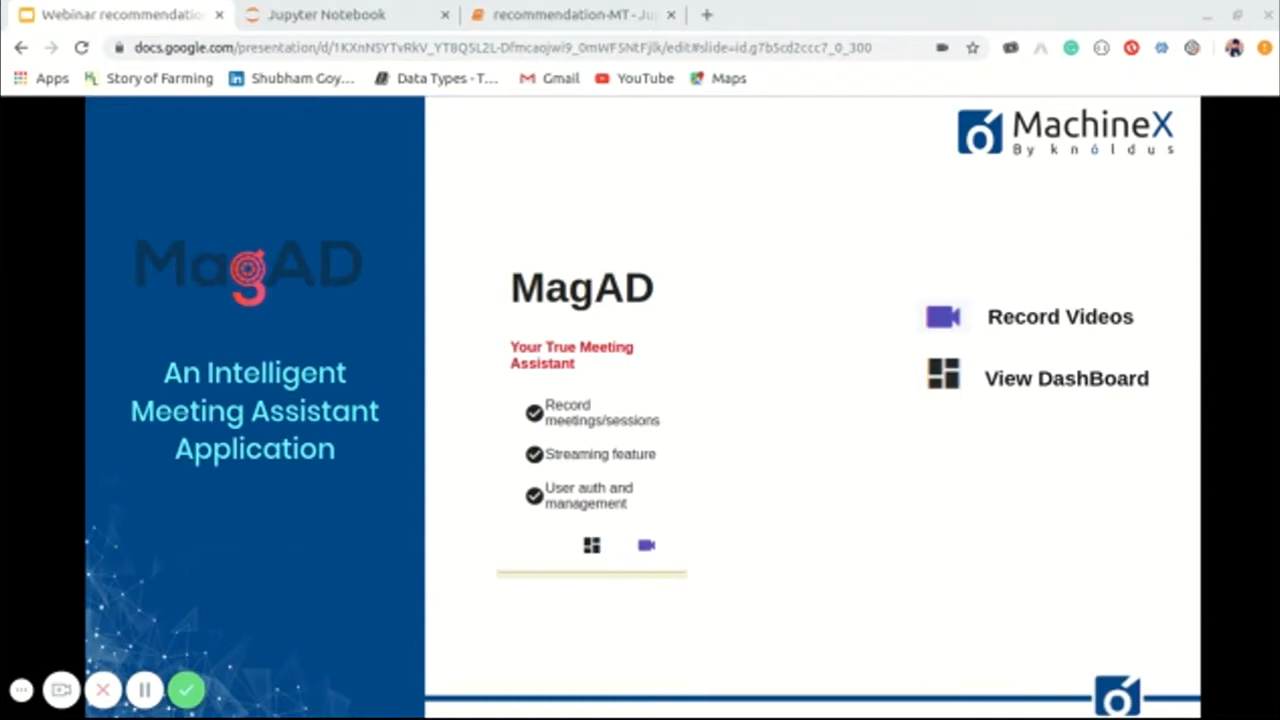 Webinar recommendatio
Jupyter Notebook
recommendation-MT - Ju
docs.google.com/presentation/d/1KXnNSYTvRkV_YT8Q5L2L-Dfmcaojwi9_0mWFSNtFjlk/edit#slide=id.g7b5cd2ccc7_0_300
Apps
Story of Farming
Shubham Goy...
Data Types - T...
Gmail
YouTube
Maps
MachineX
By knóldus
MagAD
An Intelligent
Meeting Assistant
Application
MagAD
Your True Meeting
Assistant
Record
meetings/sessions
Streaming feature
User auth and
management
Record Videos
View DashBoard